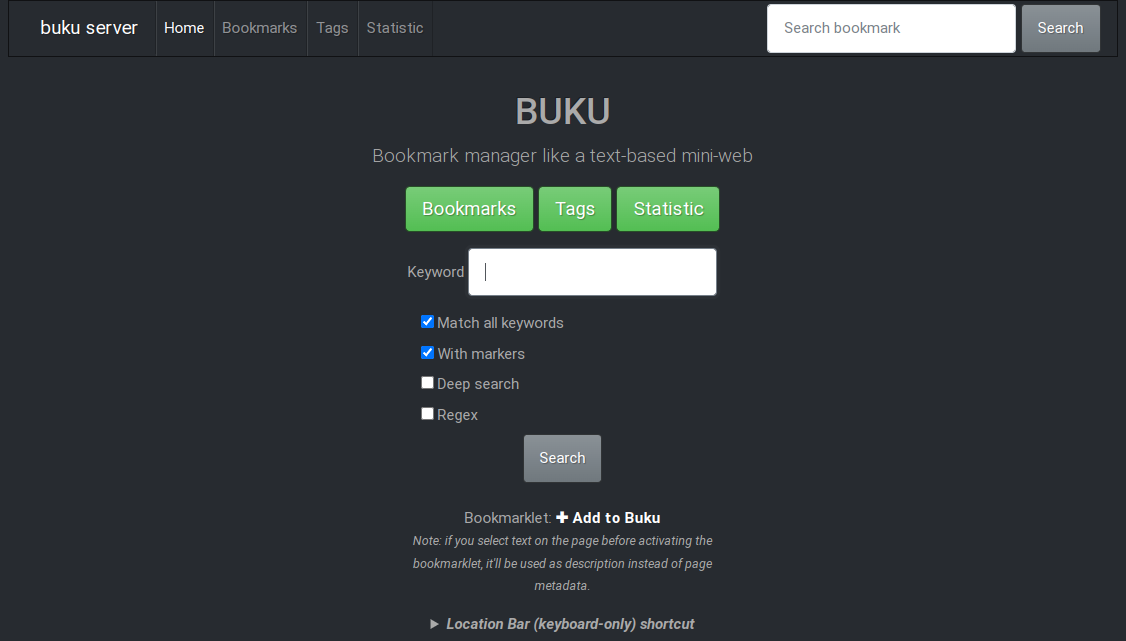 buku server Home Bookmarks Tags Statistic Search bookmark Search
BUKU
Bookmark manager like a text-based mini-web
Bookmarks Tags Statistic
Keyword
Match all keywords
With markers
Deep search
Regex
Search
Bookmarklet: ✚ Add to Buku
Note: if you select text on the page before activating the
bookmarklet, it'll be used as description instead of page
metadata.
▶ Location Bar (keyboard-only) shortcut